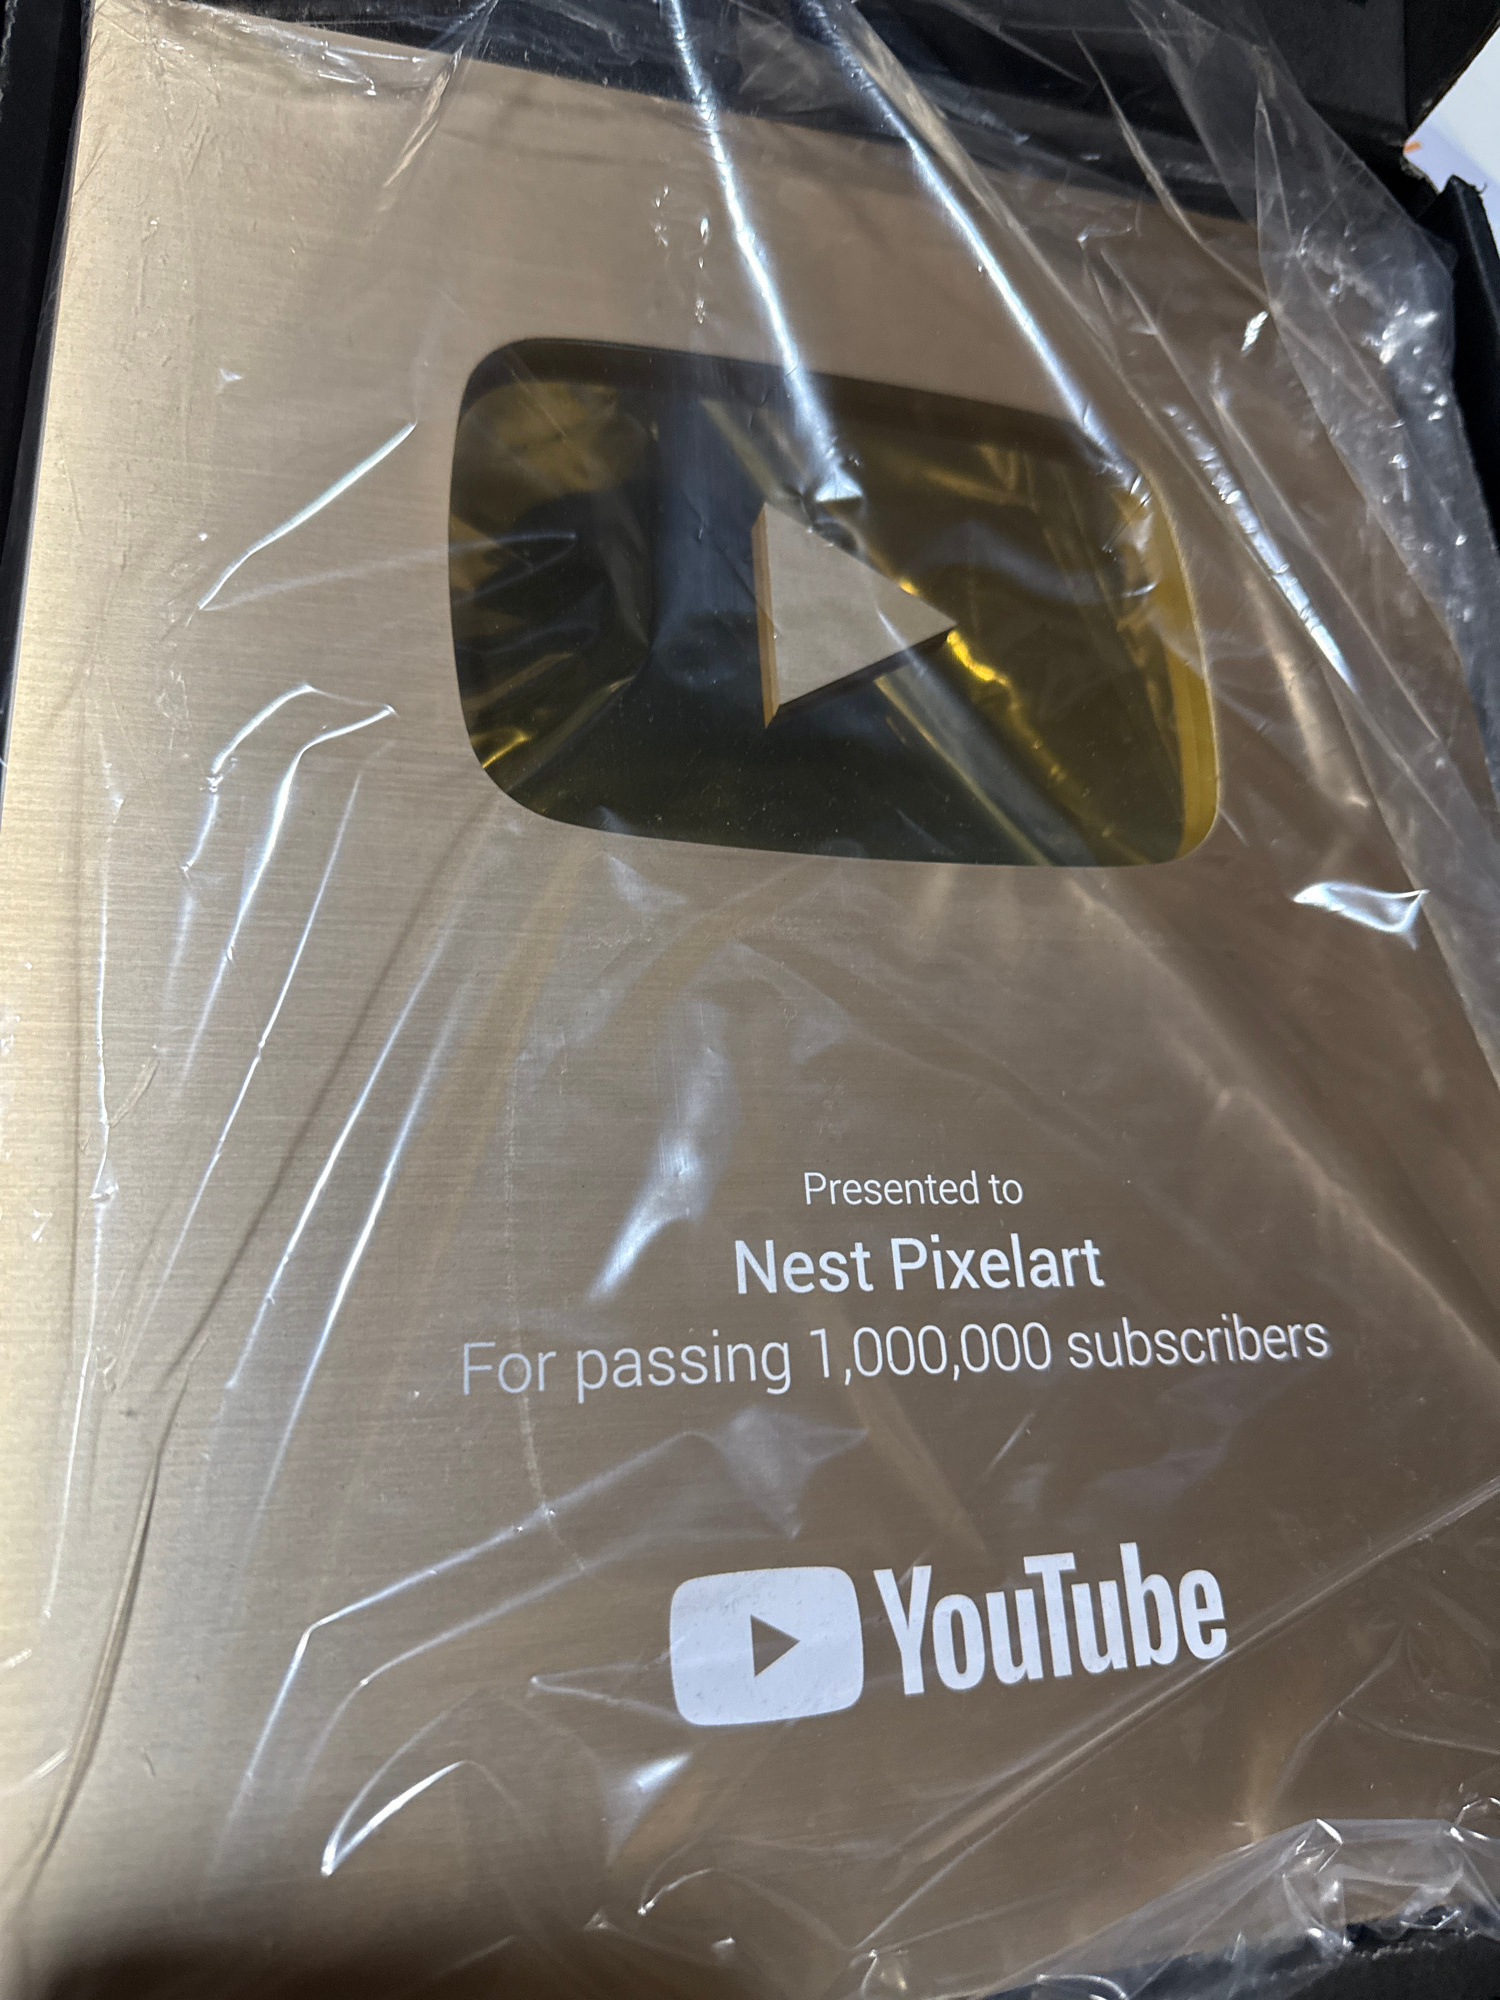 Presented to
Nest Pixelart
For passing 1,000,000 subscribers
YouTube